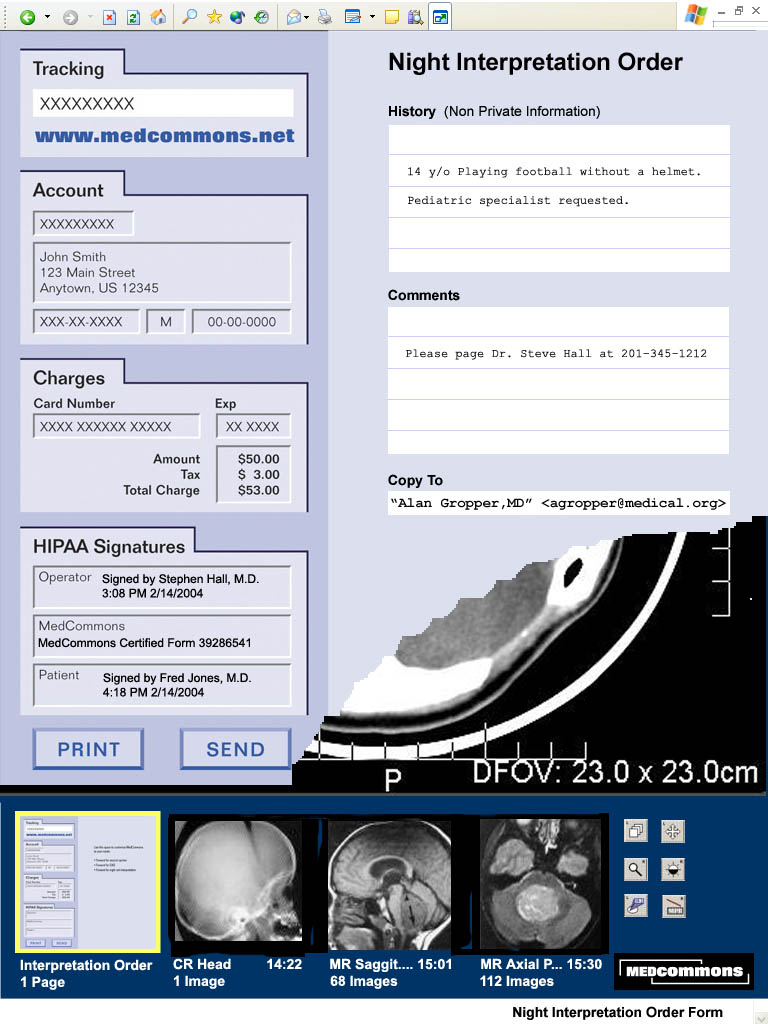 Tracking
XXXXXXXXX
www.medcommons.net
Account
XXXXXXXXX
John Smith
123 Main Street
Anytown, US 12345
XXX-XX-XXXX M 00-00-0000
Charges
Card Number Exp
XXXX XXXXXX XXXXX XX XXXX
Amount $50.00
Tax $ 3.00
Total Charge $53.00
HIPAA Signatures
Operator Signed by Stephen Hall, M.D.
3:08 PM 2/14/2004
MedCommons
MedCommons Certified Form 39286541
Patient Signed by Fred Jones, M.D.
4:18 PM 2/14/2004
PRINT SEND
Night Interpretation Order
History (Non Private Information)
14 y/o Playing football without a helmet.
Pediatric specialist requested.
Comments
Please page Dr. Steve Hall at 201-345-1212
Copy To
“Alan Gropper,MD” <agropper@medical.org>
P DFOV: 23.0 x 23.0cm
Interpretation Order
1 Page
CR Head 14:22
1 Image
MR Saggit.... 15:01
68 Images
MR Axial P... 15:30
112 Images
MEDCOMMONS
Night Interpretation Order Form